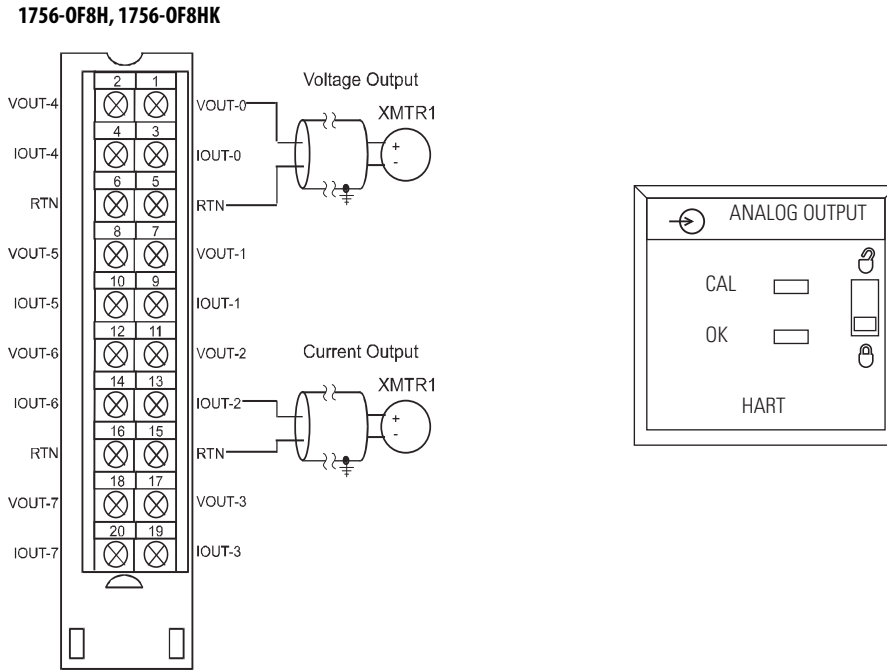 1756-OF8H, 1756-OF8HK
Voltage Output
2 1
VOUT-4 VOUT-0 XMTR1
+
-
4 3
IOUT-4 IOUT-0
6 5
RTN RTN
8 7
VOUT-5 VOUT-1
10 9
IOUT-5 IOUT-1
12 11
VOUT-6 VOUT-2
Current Output
XMTR1
+
-
14 13
IOUT-6 IOUT-2
16 15
RTN RTN
18 17
VOUT-7 VOUT-3
20 19
IOUT-7 IOUT-3
ANALOG OUTPUT
CAL
OK
HART